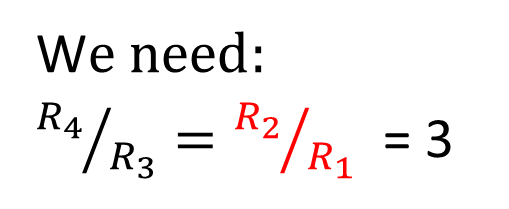 We need:
R₄/R₃ = R₂/R₁ = 3